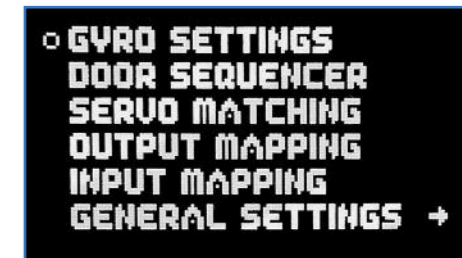 GYRO SETTINGS
DOOR SEQUENCER
SERVO MATCHING
OUTPUT MAPPING
INPUT MAPPING
GENERAL SETTINGS →